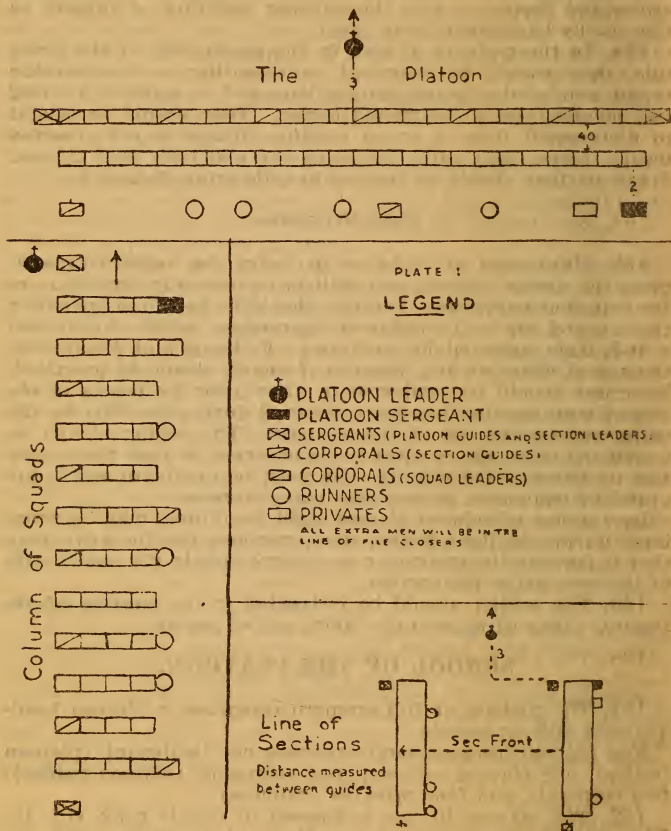 The Platoon
3
40
2
Column of Squads
PLATE I
LEGEND
PLATOON LEADER
PLATOON SERGEANT
SERGEANTS (PLATOON GUIDES AND SECTION LEADERS.
CORPORALS (SECTION GUIDES)
CORPORALS (SQUAD LEADERS)
RUNNERS
PRIVATES
ALL EXTRA MEN WILL BE IN THE
LINE OF FILE CLOSERS
3
Line of
Sections
Distance measured
between guides
Sec. Front